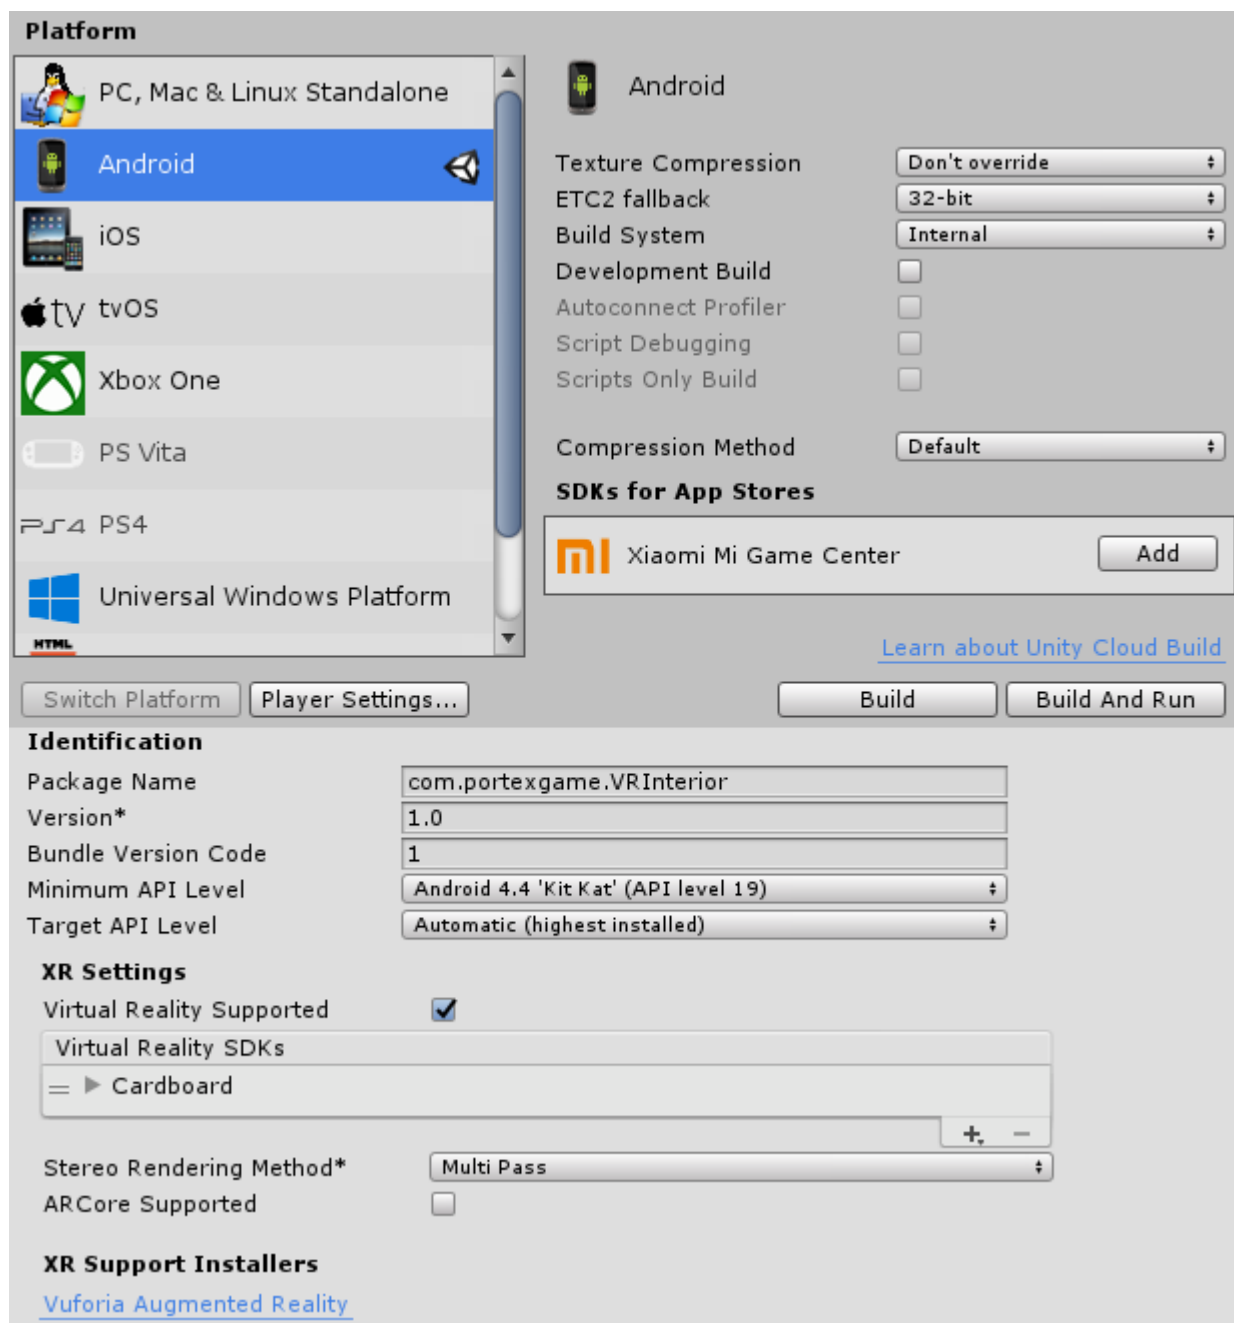 Platform
PC, Mac & Linux Standalone
Android
iOS
tv tvOS
Xbox One
PS Vita
PS4 PS4
Universal Windows Platform
HTML
Android
Texture Compression Don't override
ETC2 fallback 32-bit
Build System Internal
Development Build
Autoconnect Profiler
Script Debugging
Scripts Only Build
Compression Method Default
SDKs for App Stores
mi Xiaomi Mi Game Center Add
Learn about Unity Cloud Build
Switch Platform Player Settings... Build Build And Run
Identification
Package Name com.portexgame.VRInterior
Version* 1.0
Bundle Version Code 1
Minimum API Level Android 4.4 'Kit Kat' (API level 19)
Target API Level Automatic (highest installed)
XR Settings
Virtual Reality Supported
Virtual Reality SDKs
Cardboard
Stereo Rendering Method* Multi Pass
ARCore Supported
XR Support Installers
Vuforia Augmented Reality